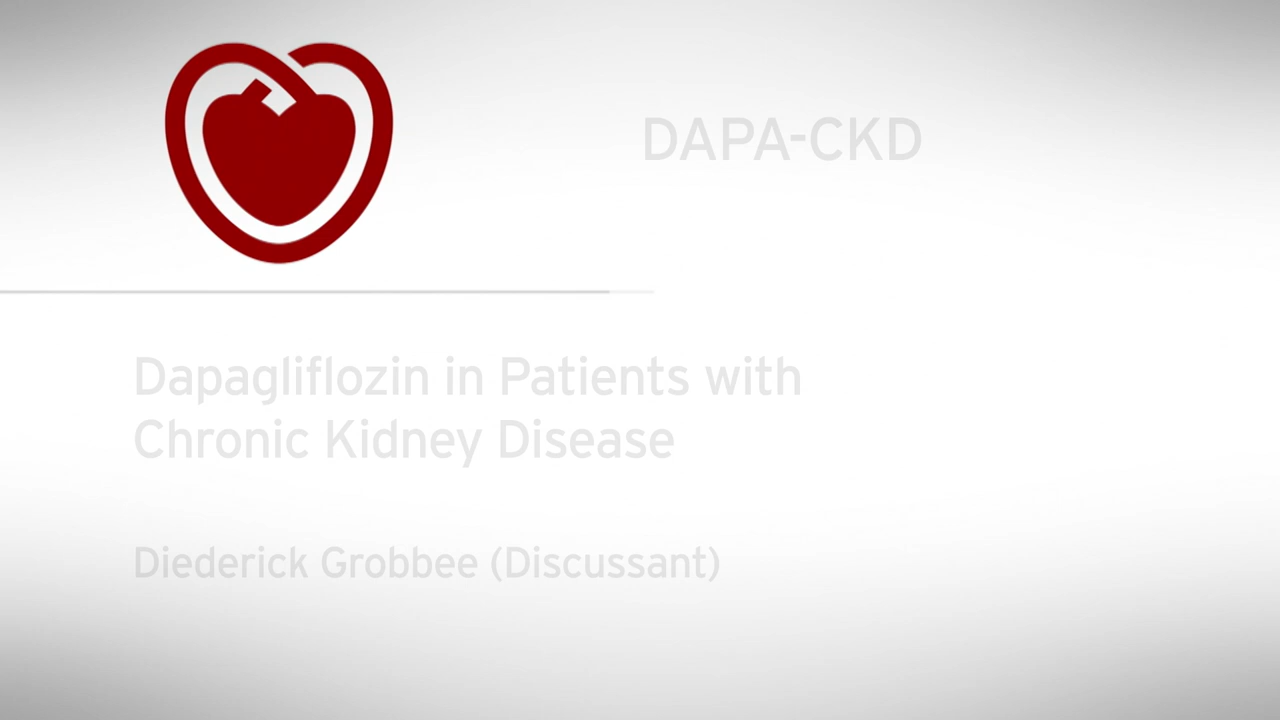 DAPA-CKD
Dapagliflozin in Patients with
Chronic Kidney Disease
Diederick Grobbee (Discussant)